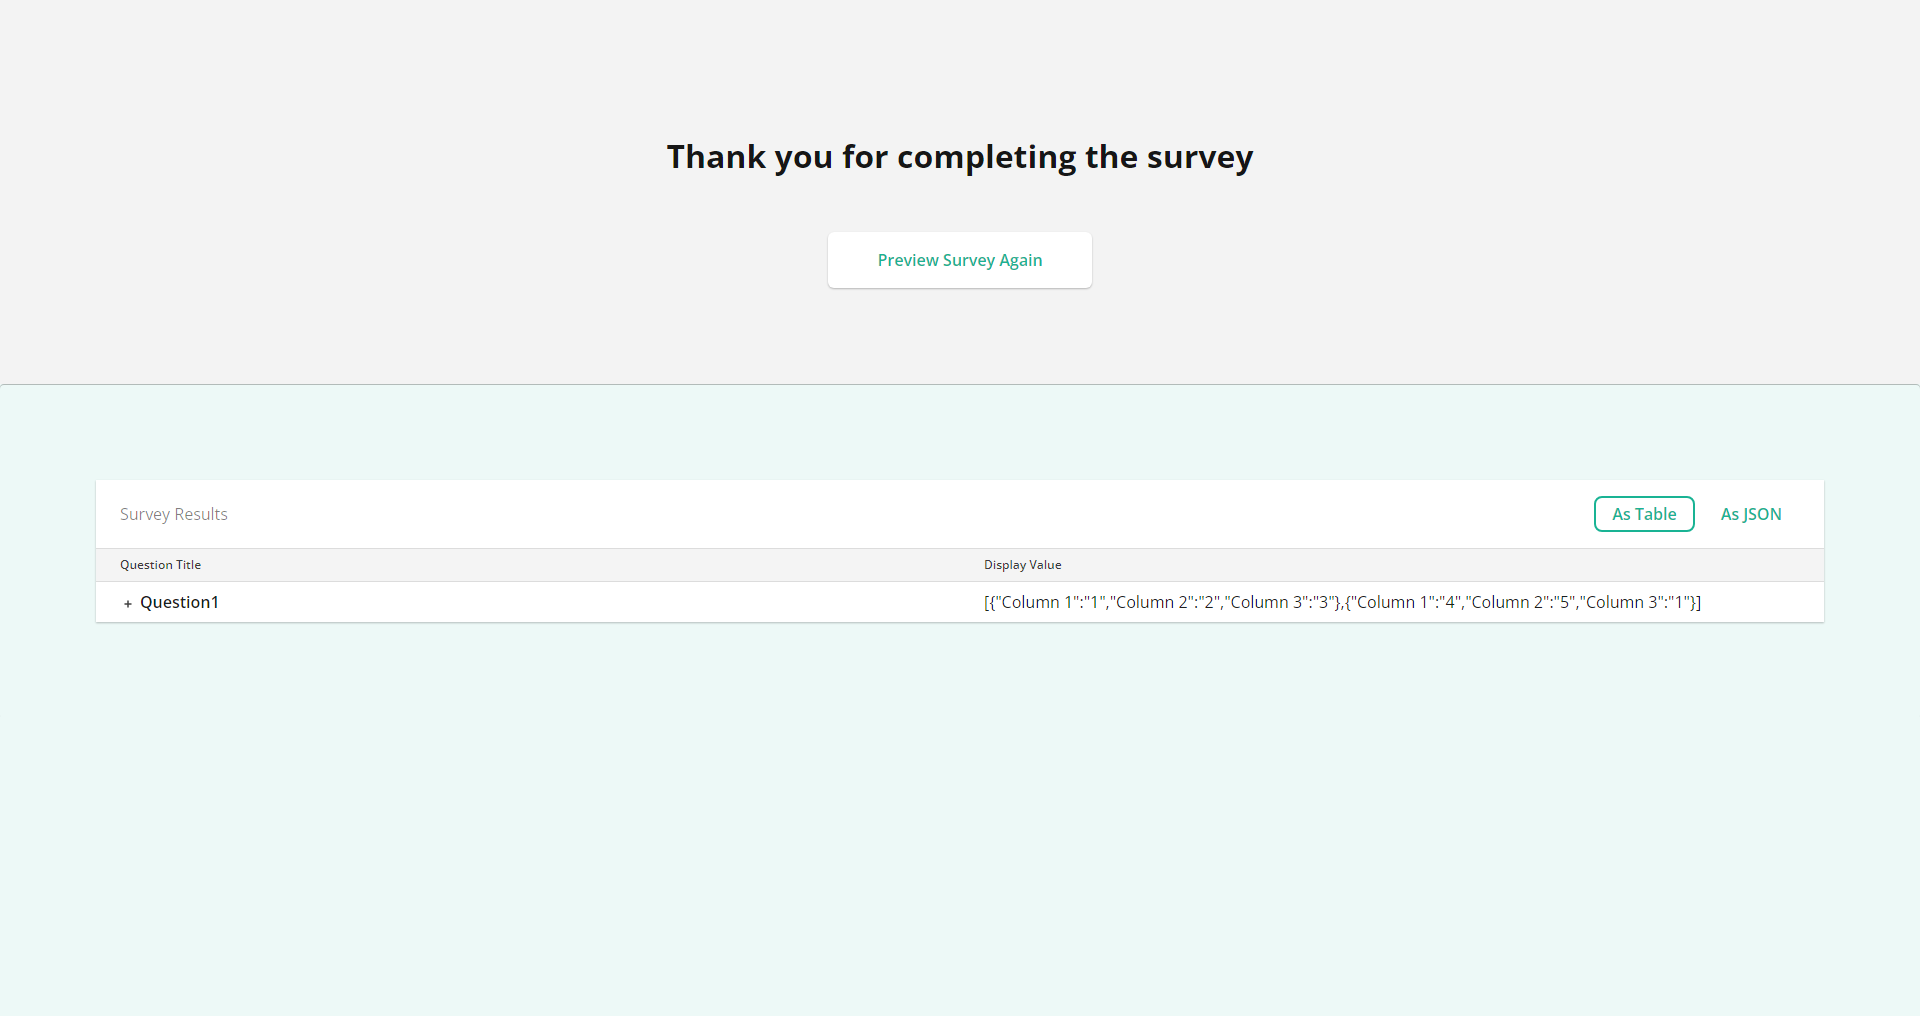 Thank you for completing the survey
Preview Survey Again
Survey Results
As Table
As JSON
Question Title
Display Value
+ Question1
[{"Column 1":"1","Column 2":"2","Column 3":"3"},{"Column 1":"4","Column 2":"5","Column 3":"1"}]